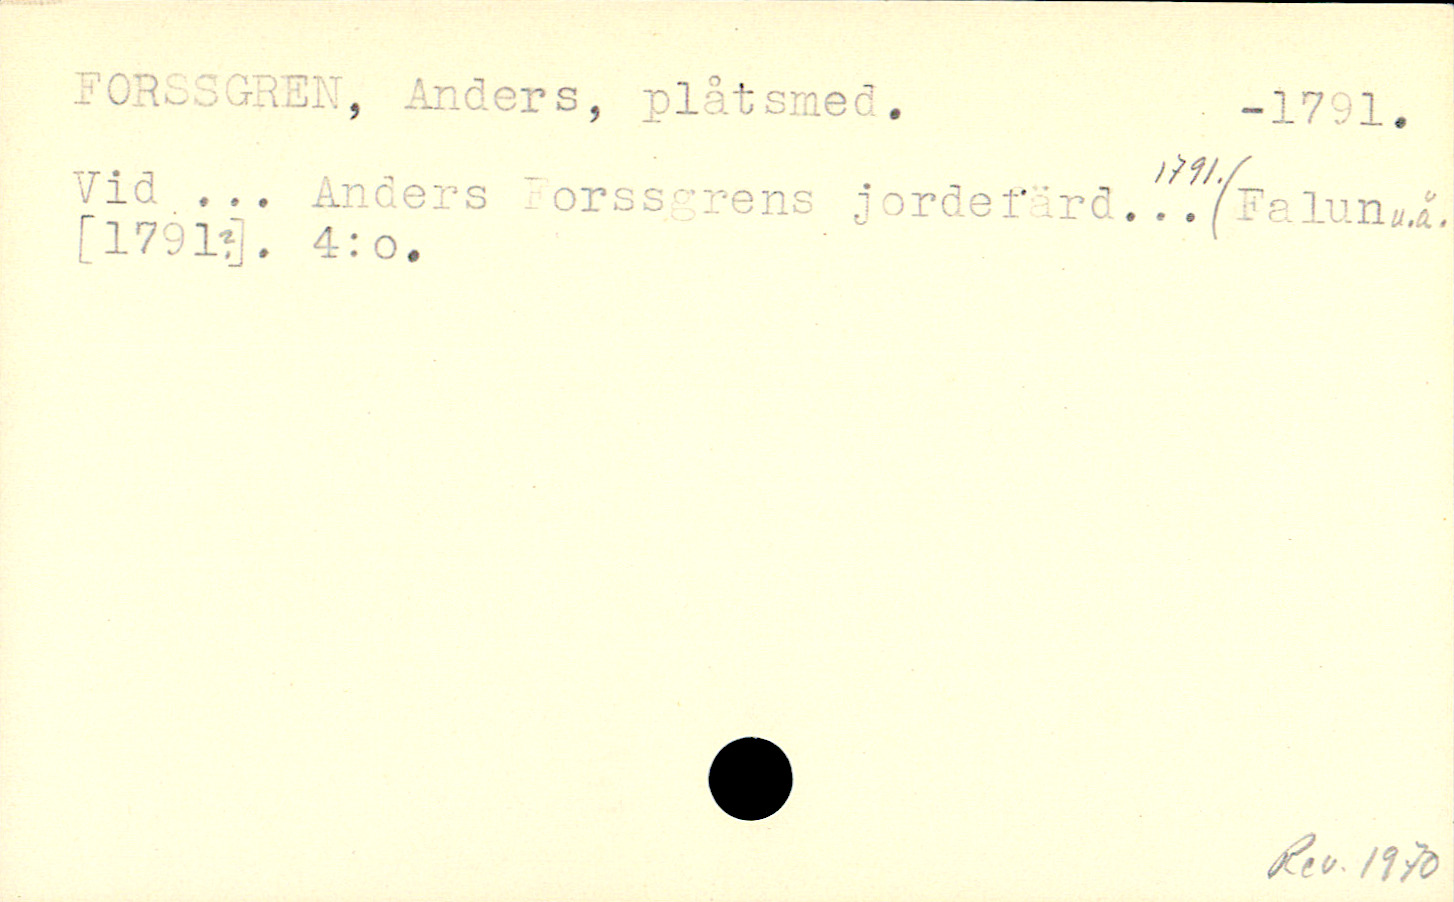 FORSSGREN, Anders, plåtsmed. -1791.
Vid ... Anders Forssgrens jordefärd... 1791. (Falun u.å.
[1791?]. 4:o.
Rev. 1970